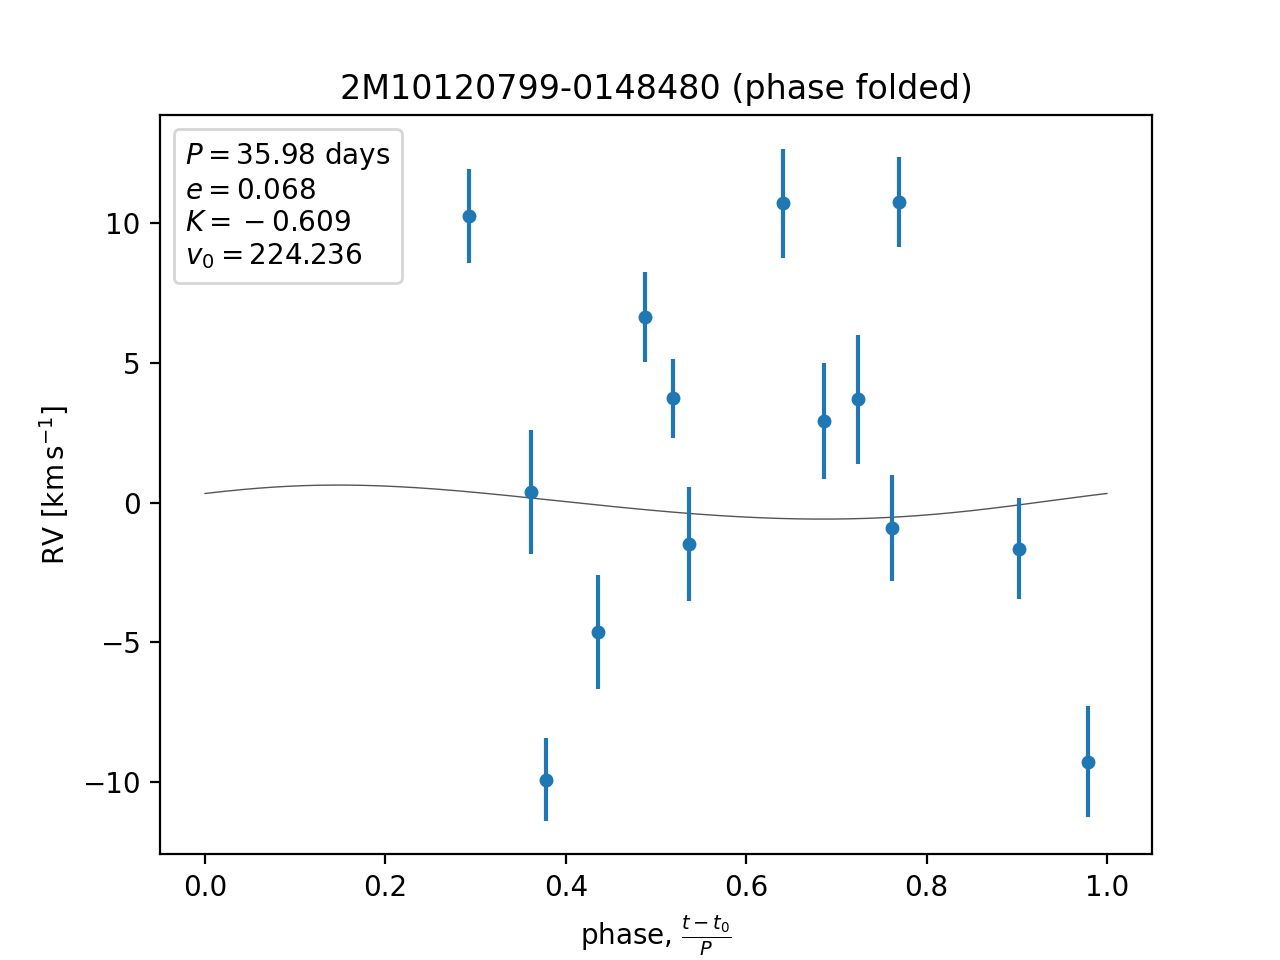 2M10120799-0148480 (phase folded)
P = 35.98 days
e = 0.068
K = −0.609
v₀ = 224.236
10
5
0
−5
−10
RV [km s⁻¹]
0.0 0.2 0.4 0.6 0.8 1.0
phase, (t − t₀)/P